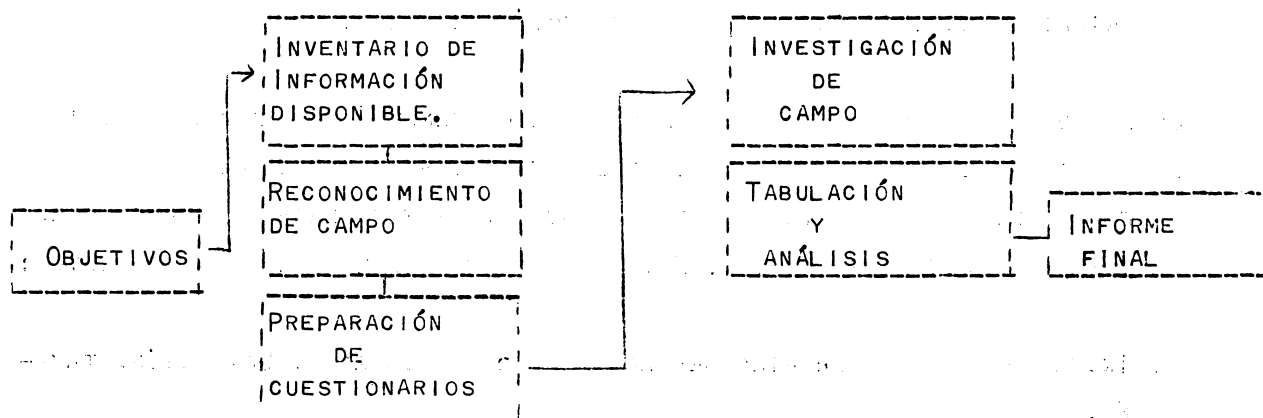 OBJETIVOS
INVENTARIO DE
INFORMACIÓN
DISPONIBLE.
RECONOCIMIENTO
DE CAMPO
PREPARACIÓN
DE
CUESTIONARIOS
INVESTIGACIÓN
DE
CAMPO
TABULACIÓN
Y
ANÁLISIS
INFORME
FINAL